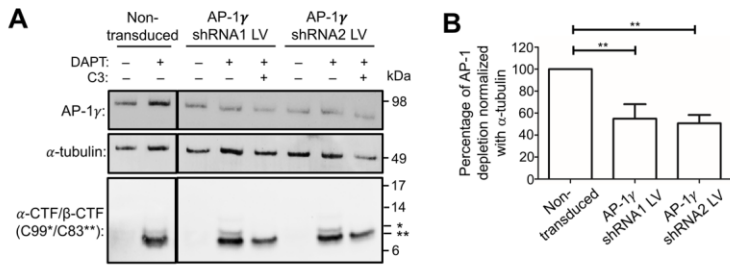 A
Non-
transduced
AP-1γ
shRNA1 LV
AP-1γ
shRNA2 LV
DAPT: – + – + + – + +
C3: + +
kDa
AP-1γ: 98
α-tubulin: 49
17
14
α-CTF/β-CTF
(C99*/C83**):
*
**
6
B
Percentage of AP-1
depletion normalized
with α-tubulin
120
100
80
60
40
20
0
**
**
Non-
transduced
AP-1γ
shRNA1 LV
AP-1γ
shRNA2 LV